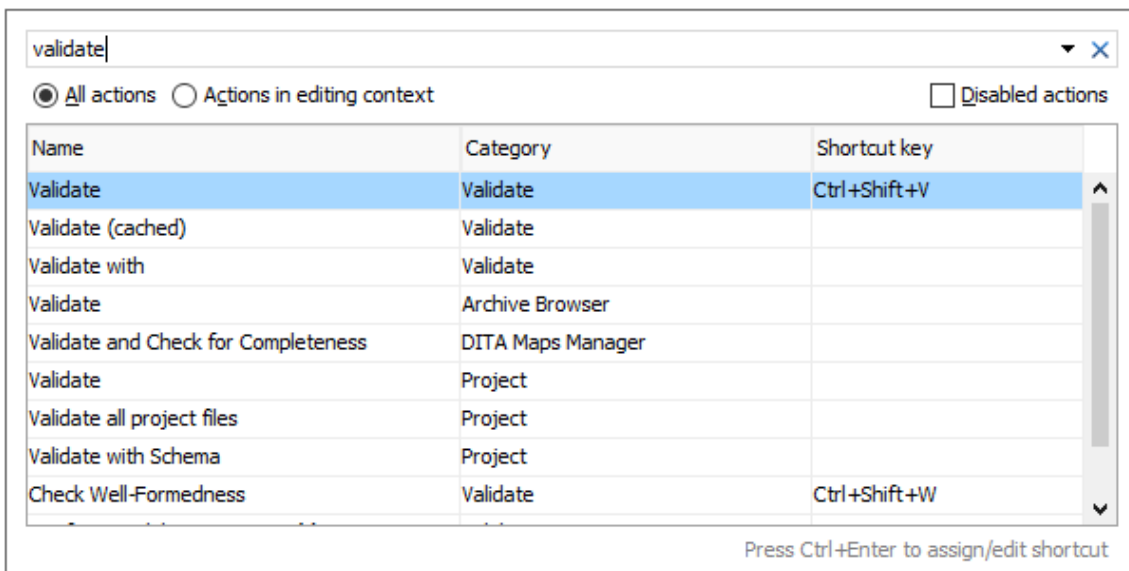 validate
All actions Actions in editing context Disabled actions
Name Category Shortcut key
Validate Validate Ctrl+Shift+V
Validate (cached) Validate
Validate with Validate
Validate Archive Browser
Validate and Check for Completeness DITA Maps Manager
Validate Project
Validate all project files Project
Validate with Schema Project
Check Well-Formedness Validate Ctrl+Shift+W
Press Ctrl+Enter to assign/edit shortcut